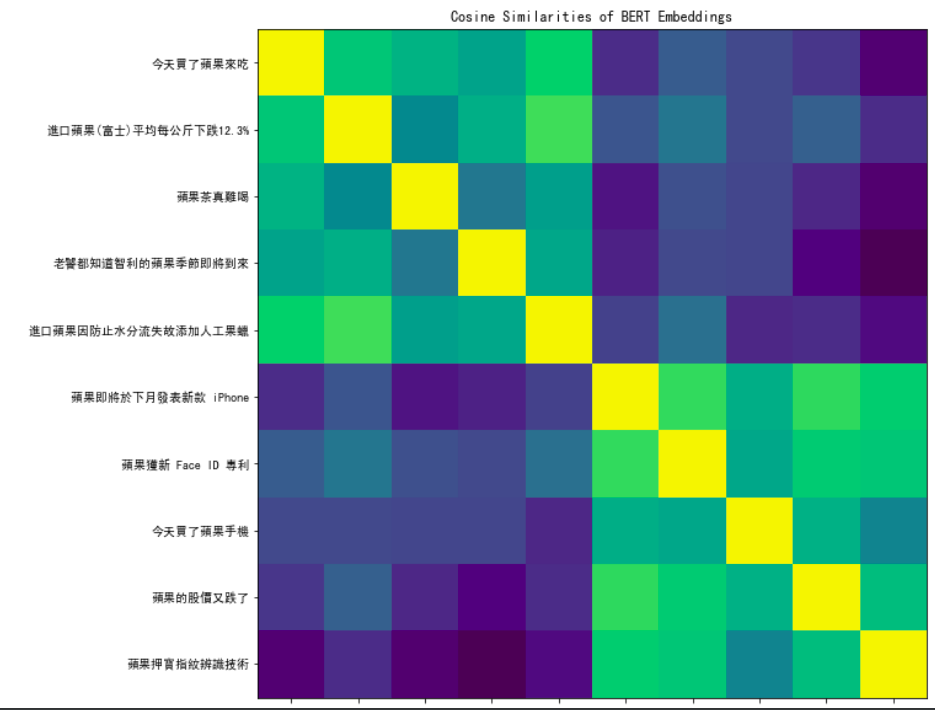 Cosine Similarities of BERT Embeddings
今天買了蘋果來吃
進口蘋果(富士)平均每公斤下跌12.3%
蘋果茶真難喝
老饕都知道智利的蘋果季節即將到來
進口蘋果因防止水分流失故添加人工果蠟
蘋果即將於下月發表新款 iPhone
蘋果獲新 Face ID 專利
今天買了蘋果手機
蘋果的股價又跌了
蘋果押寶指紋辨識技術